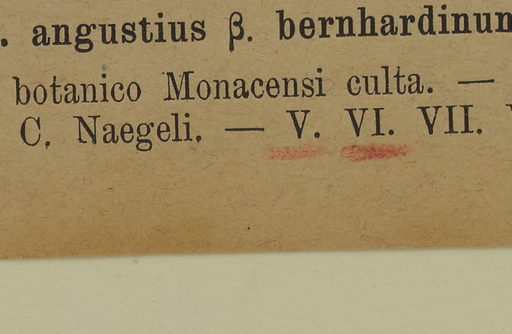 . angustius β. bernhardinum
botanico Monacensi culta. —
C. Naegeli. — V. VI. VII.